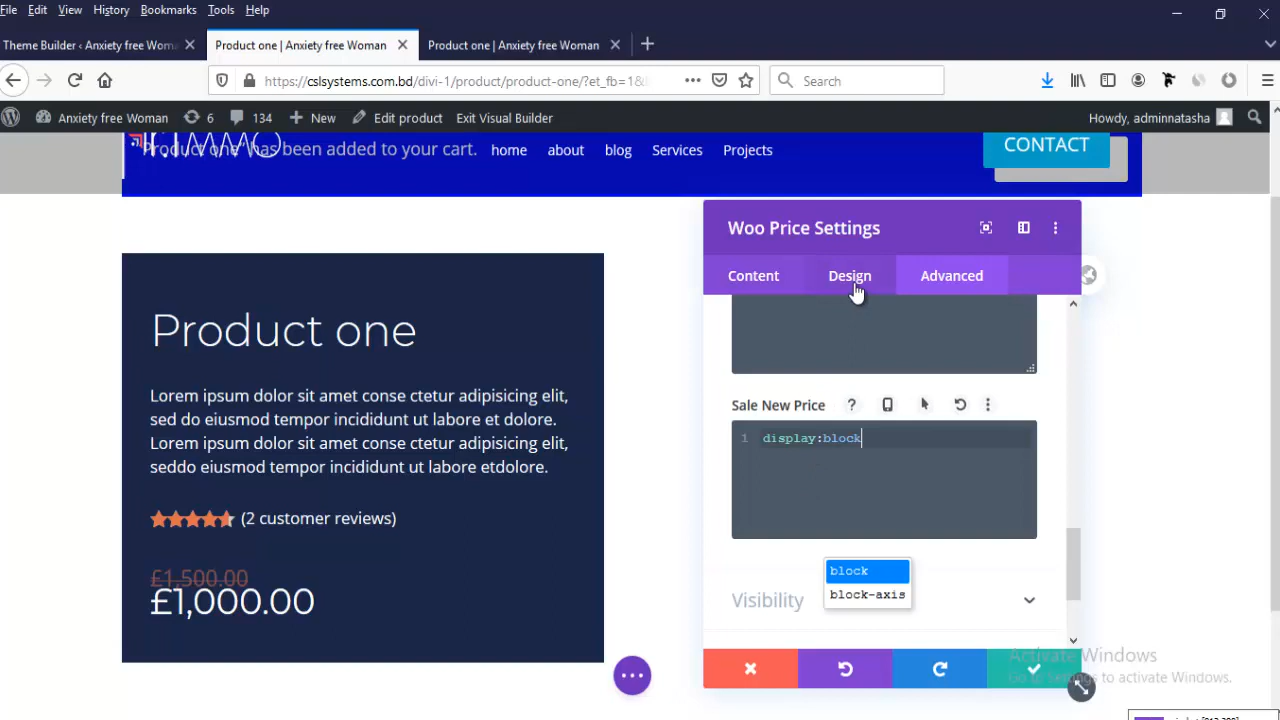 File Edit View History Bookmarks Tools Help
Theme Builder ‹ Anxiety free Wom
Product one | Anxiety free Woman
Product one | Anxiety free Woman
https://cslsystems.com.bd/divi-1/product/product-one/?et_fb=1&
Search
Anxiety free Woman 6 134 New Edit product Exit Visual Builder Howdy, adminnatasha
Product one" has been added to your cart.
home about blog Services Projects
CONTACT
Woo Price Settings
Content Design Advanced
Product one
Lorem ipsum dolor sit amet conse ctetur adipisicing elit,
sed do eiusmod tempor incididunt ut labore et dolore.
Lorem ipsum dolor sit amet conse ctetur adipisicing elit,
seddo eiusmod tempor incididunt ut labore etdolore.
(2 customer reviews)
£1,500.00
£1,000.00
Sale New Price ?
1 display:block
block
block-axis
Visibility
Activate Windows
Go to Settings to activate Windows.